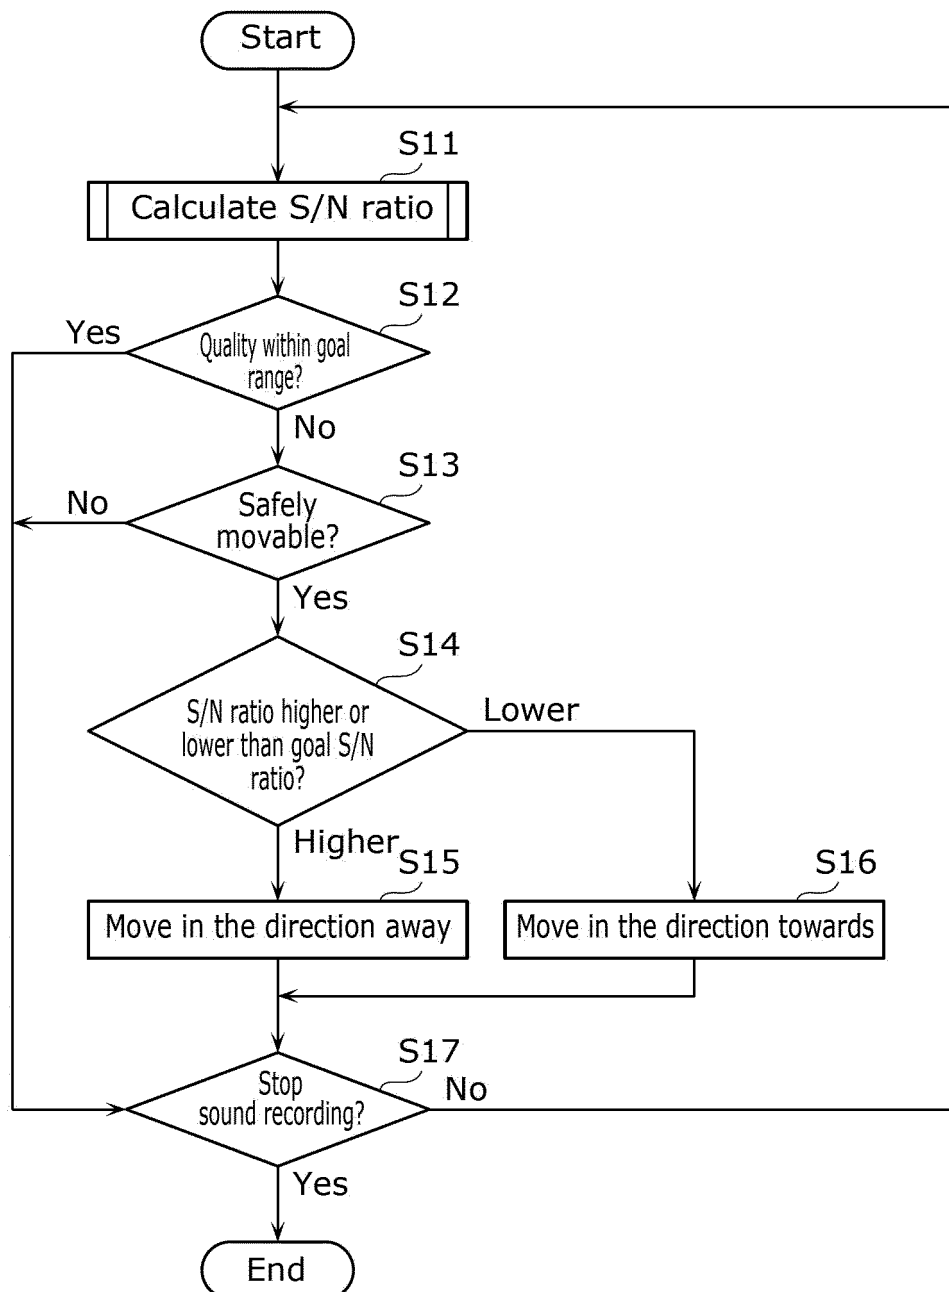 Start
S11
Calculate S/N ratio
S12
Yes
Quality within goal
range?
No
S13
No
Safely
movable?
Yes
S14
Lower
S/N ratio higher or
lower than goal S/N
ratio?
Higher
S15
S16
Move in the direction away
Move in the direction towards
S17
Stop
sound recording?
No
Yes
End